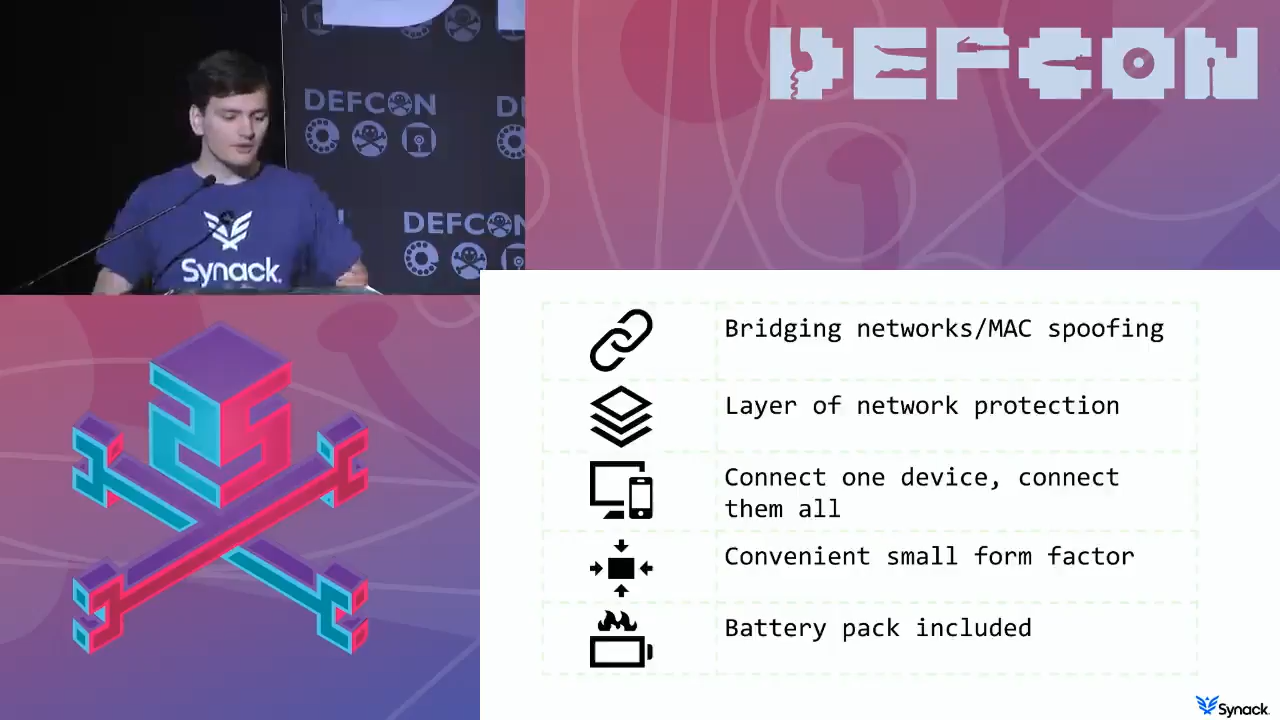 DEFCON
DEFCON
D
DEFCON
Synack.
Bridging networks/MAC spoofing
Layer of network protection
Connect one device, connect
them all
Convenient small form factor
Battery pack included
Synack.